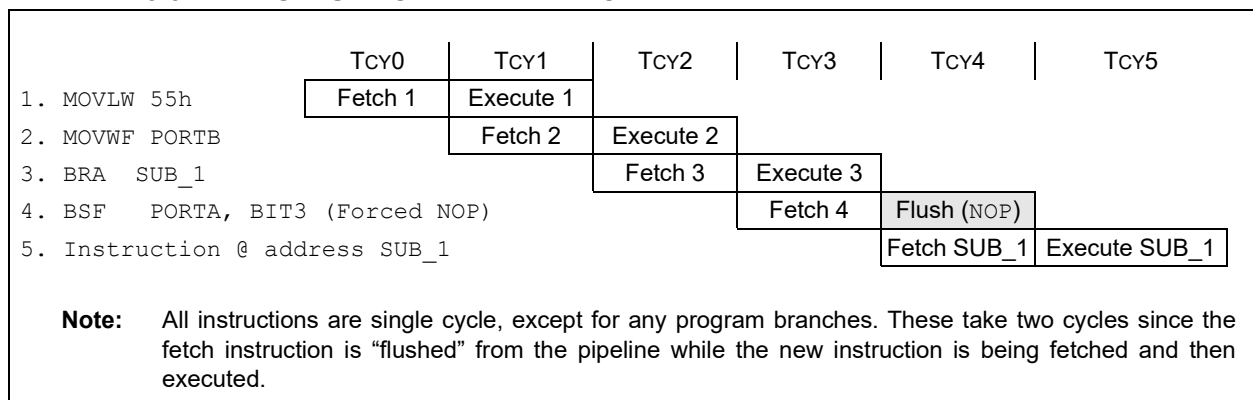 TCY0 TCY1 TCY2 TCY3 TCY4 TCY5
1. MOVLW 55h Fetch 1 Execute 1
2. MOVWF PORTB Fetch 2 Execute 2
3. BRA SUB_1 Fetch 3 Execute 3
4. BSF PORTA, BIT3 (Forced NOP) Fetch 4 Flush (NOP)
5. Instruction @ address SUB_1 Fetch SUB_1 Execute SUB_1
Note: All instructions are single cycle, except for any program branches. These take two cycles since the
fetch instruction is “flushed” from the pipeline while the new instruction is being fetched and then
executed.